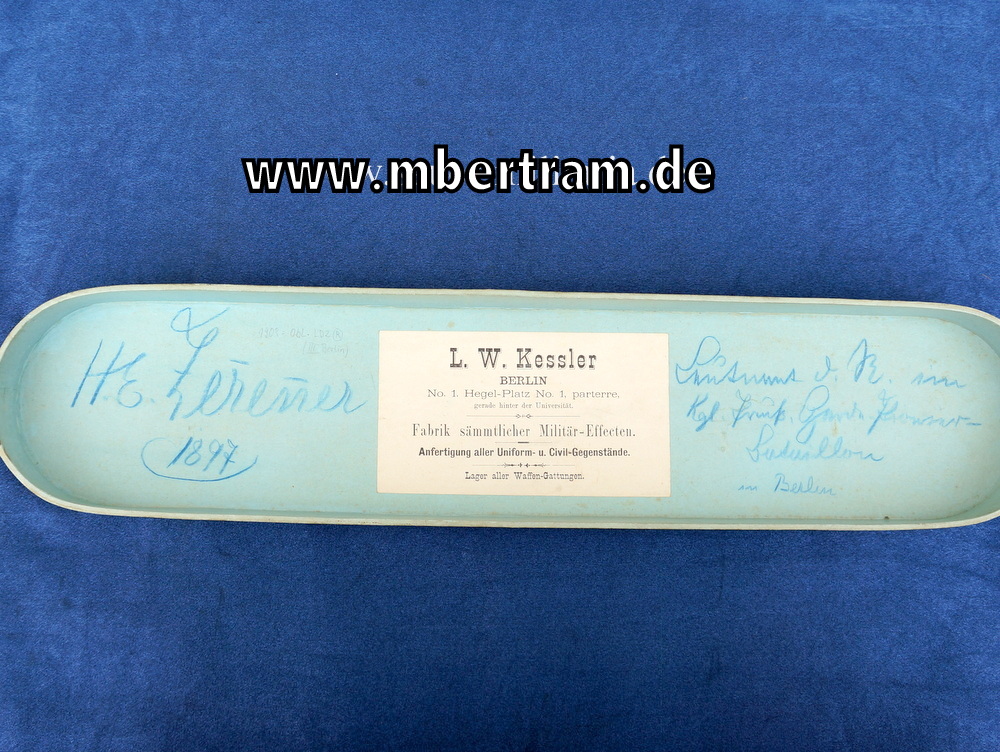 www.mbertram.de
H. E. Zerener
1897
L. W. Kessler
BERLIN
No. 1. Hegel-Platz No. 1, parterre,
gerade hinter der Universität.
Fabrik sämmtlicher Militär-Effecten.
Anfertigung aller Uniform- u. Civil-Gegenstände.
Lager aller Waffen-Gattungen.
Leutnant d. R. im
Kgl. Preuß. Garde Pionier-
Bataillon
in Berlin